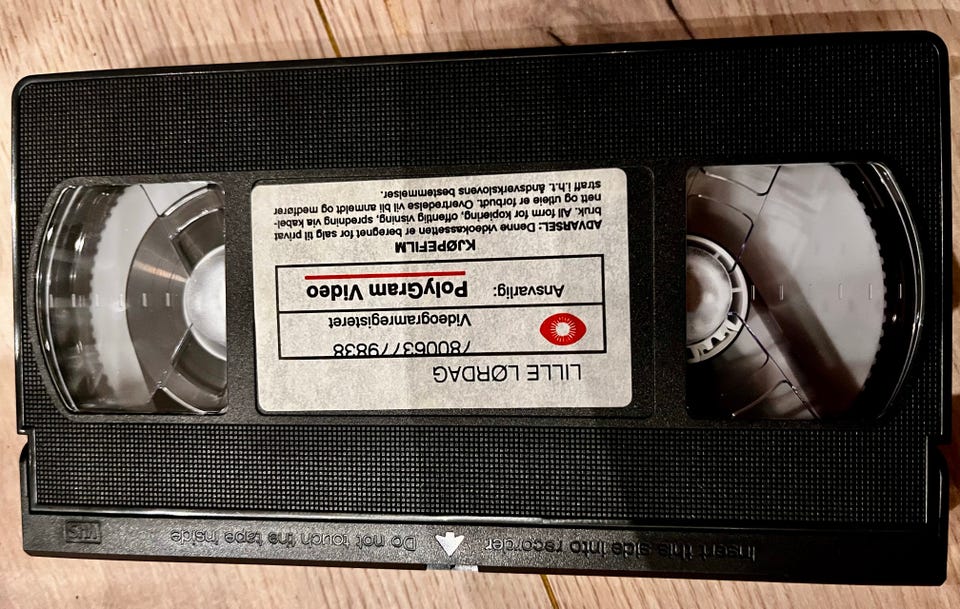 Insert this side into recorder
Do not touch the tape inside
VHS
LILLE LØRDAG
Videogramregisteret
Ansvarlig: PolyGram Video
KJØPEFILM
ADVARSEL: Denne videokassetten er beregnet for salg til privat
bruk. All form for kopiering, offentlig visning, spredning via kabel-
nett og utleie er forbudt. Overtredelse vil bli anmeldt og medfører
straff i.h.t. åndsverkslovens bestemmelser.